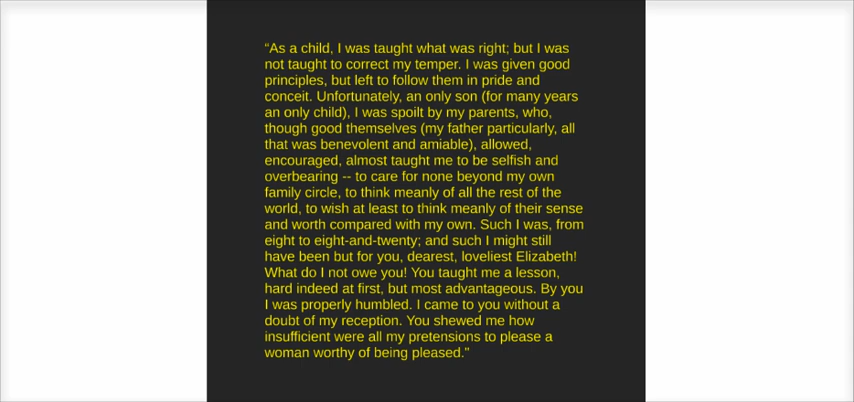 “As a child, I was taught what was right; but I was
not taught to correct my temper. I was given good
principles, but left to follow them in pride and
conceit. Unfortunately, an only son (for many years
an only child), I was spoilt by my parents, who,
though good themselves (my father particularly, all
that was benevolent and amiable), allowed,
encouraged, almost taught me to be selfish and
overbearing -- to care for none beyond my own
family circle, to think meanly of all the rest of the
world, to wish at least to think meanly of their sense
and worth compared with my own. Such I was, from
eight to eight-and-twenty; and such I might still
have been but for you, dearest, loveliest Elizabeth!
What do I not owe you! You taught me a lesson,
hard indeed at first, but most advantageous. By you
I was properly humbled. I came to you without a
doubt of my reception. You shewed me how
insufficient were all my pretensions to please a
woman worthy of being pleased."